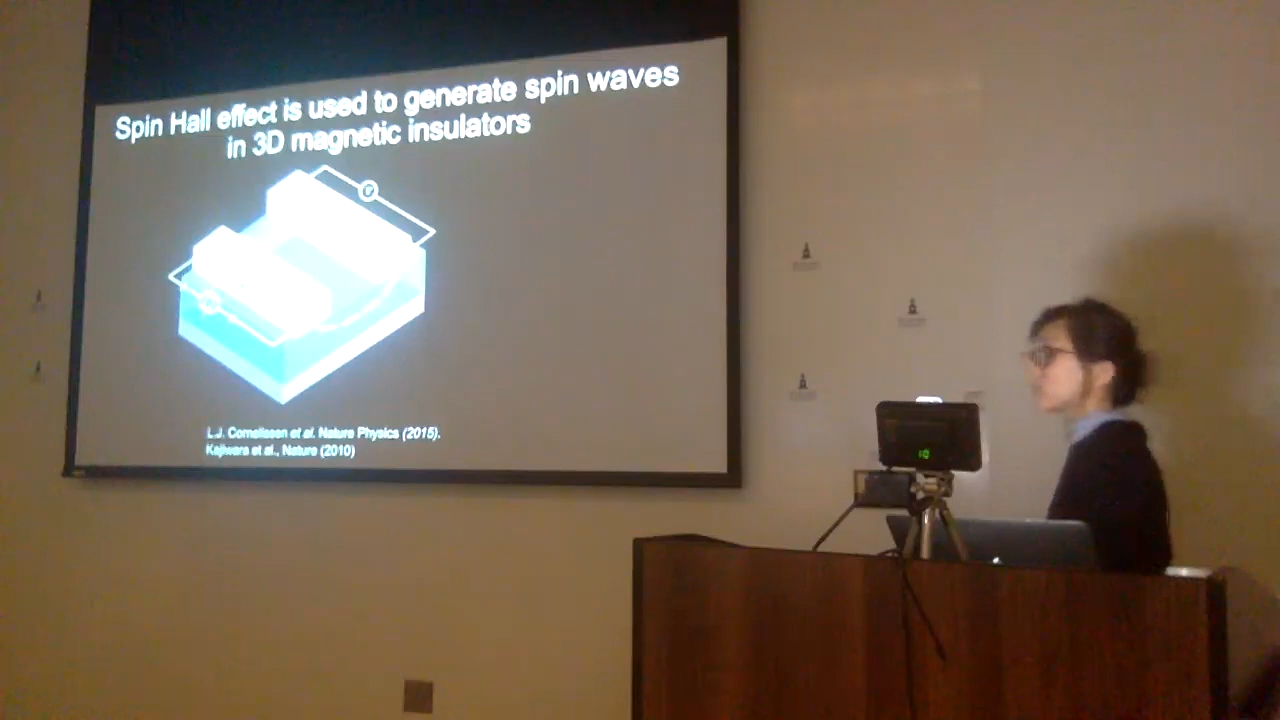 Spin Hall effect is used to generate spin waves
in 3D magnetic insulators
L.J. Cornelissen et al. Nature Physics (2015).
Kajiwara et al., Nature (2010)
10